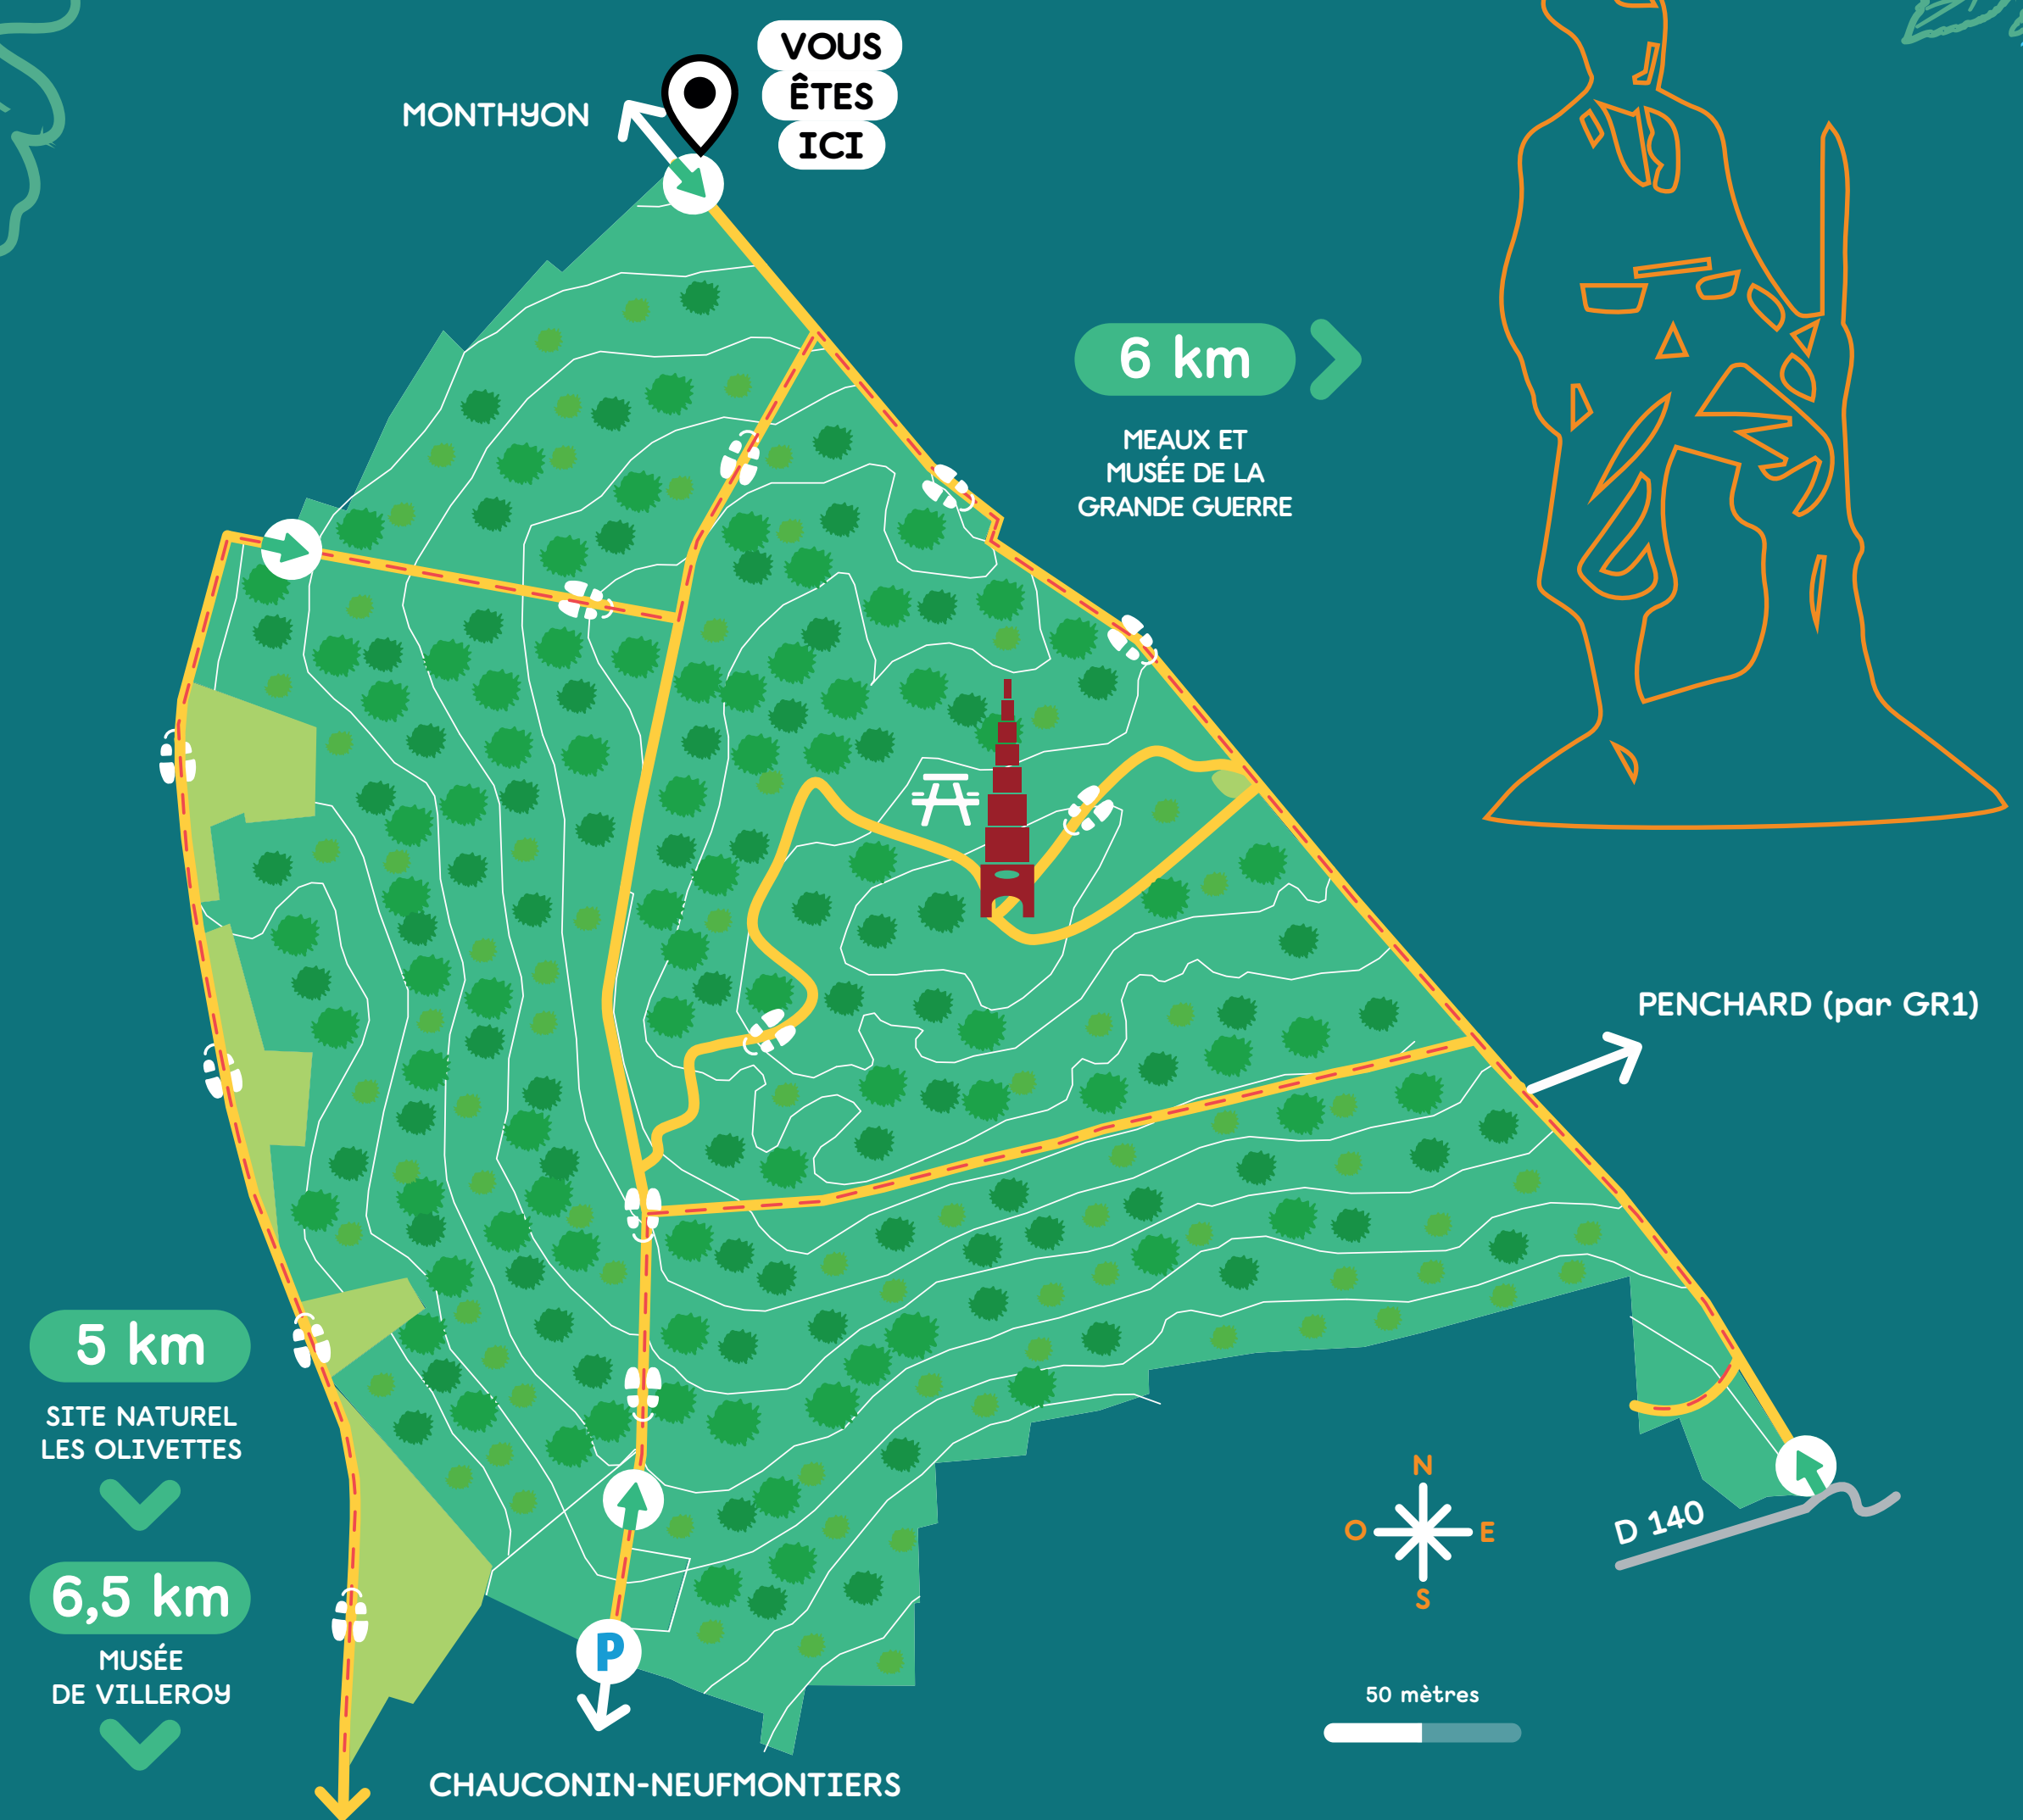 VOUS
ÊTES
ICI
MONTHYON
6 km
MEAUX ET
MUSÉE DE LA
GRANDE GUERRE
PENCHARD (par GR1)
5 km
SITE NATUREL
LES OLIVETTES
6,5 km
MUSÉE
DE VILLEROY
P
CHAUCONIN-NEUFMONTIERS
N
O
E
S
D 140
50 mètres